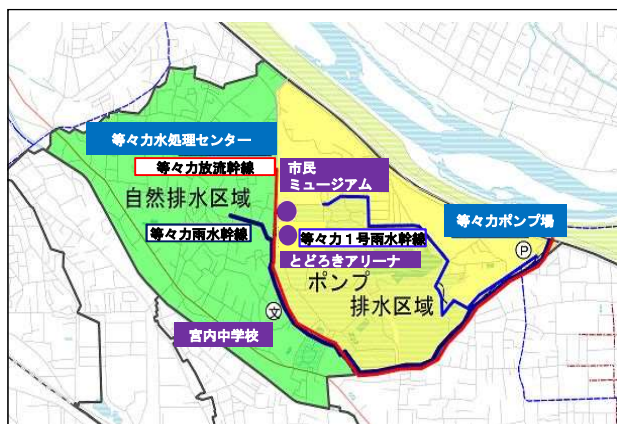 等々力水処理センター
等々力放流幹線
市民
ミュージアム
自然排水区域
等々力ポンプ場
等々力雨水幹線
等々力１号雨水幹線
とどろきアリーナ
P
ポンプ
排水区域
文
宮内中学校